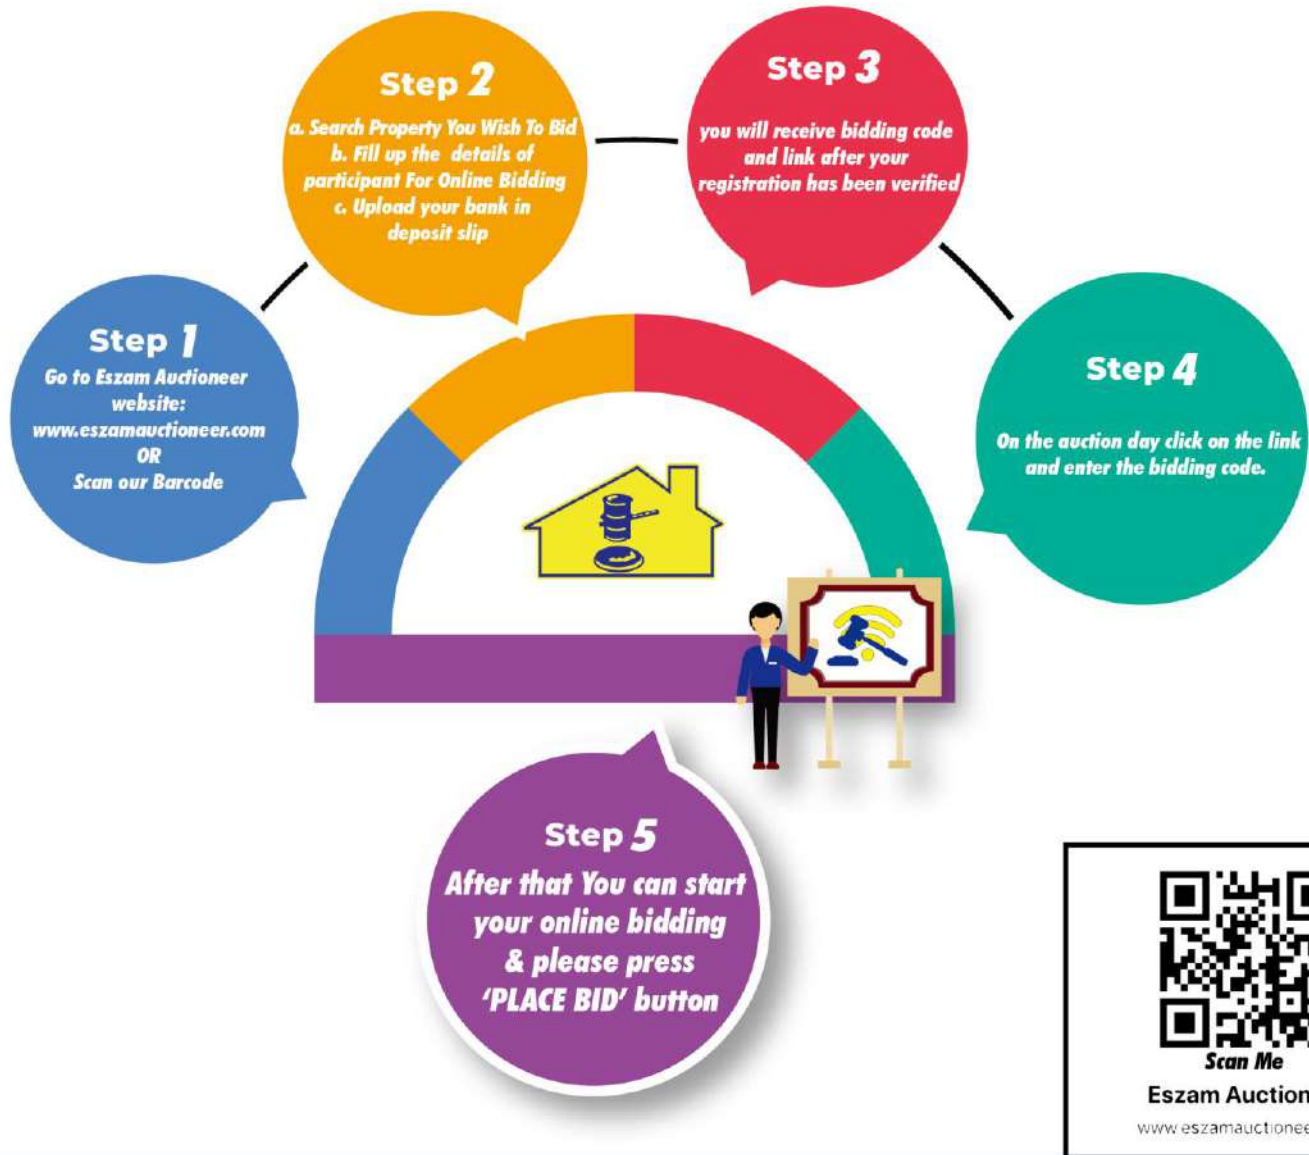 Step 1
Go to Eszam Auctioneer
website:
www.eszamauctioneer.com
OR
Scan our Barcode
Step 2
a. Search Property You Wish To Bid
b. Fill up the details of
participant For Online Bidding
c. Upload your bank in
deposit slip
Step 3
you will receive bidding code
and link after your
registration has been verified
Step 4
On the auction day click on the link
and enter the bidding code.
Step 5
After that You can start
your online bidding
& please press
‘PLACE BID’ button
Scan Me
Eszam Auction
www.eszamauctionee